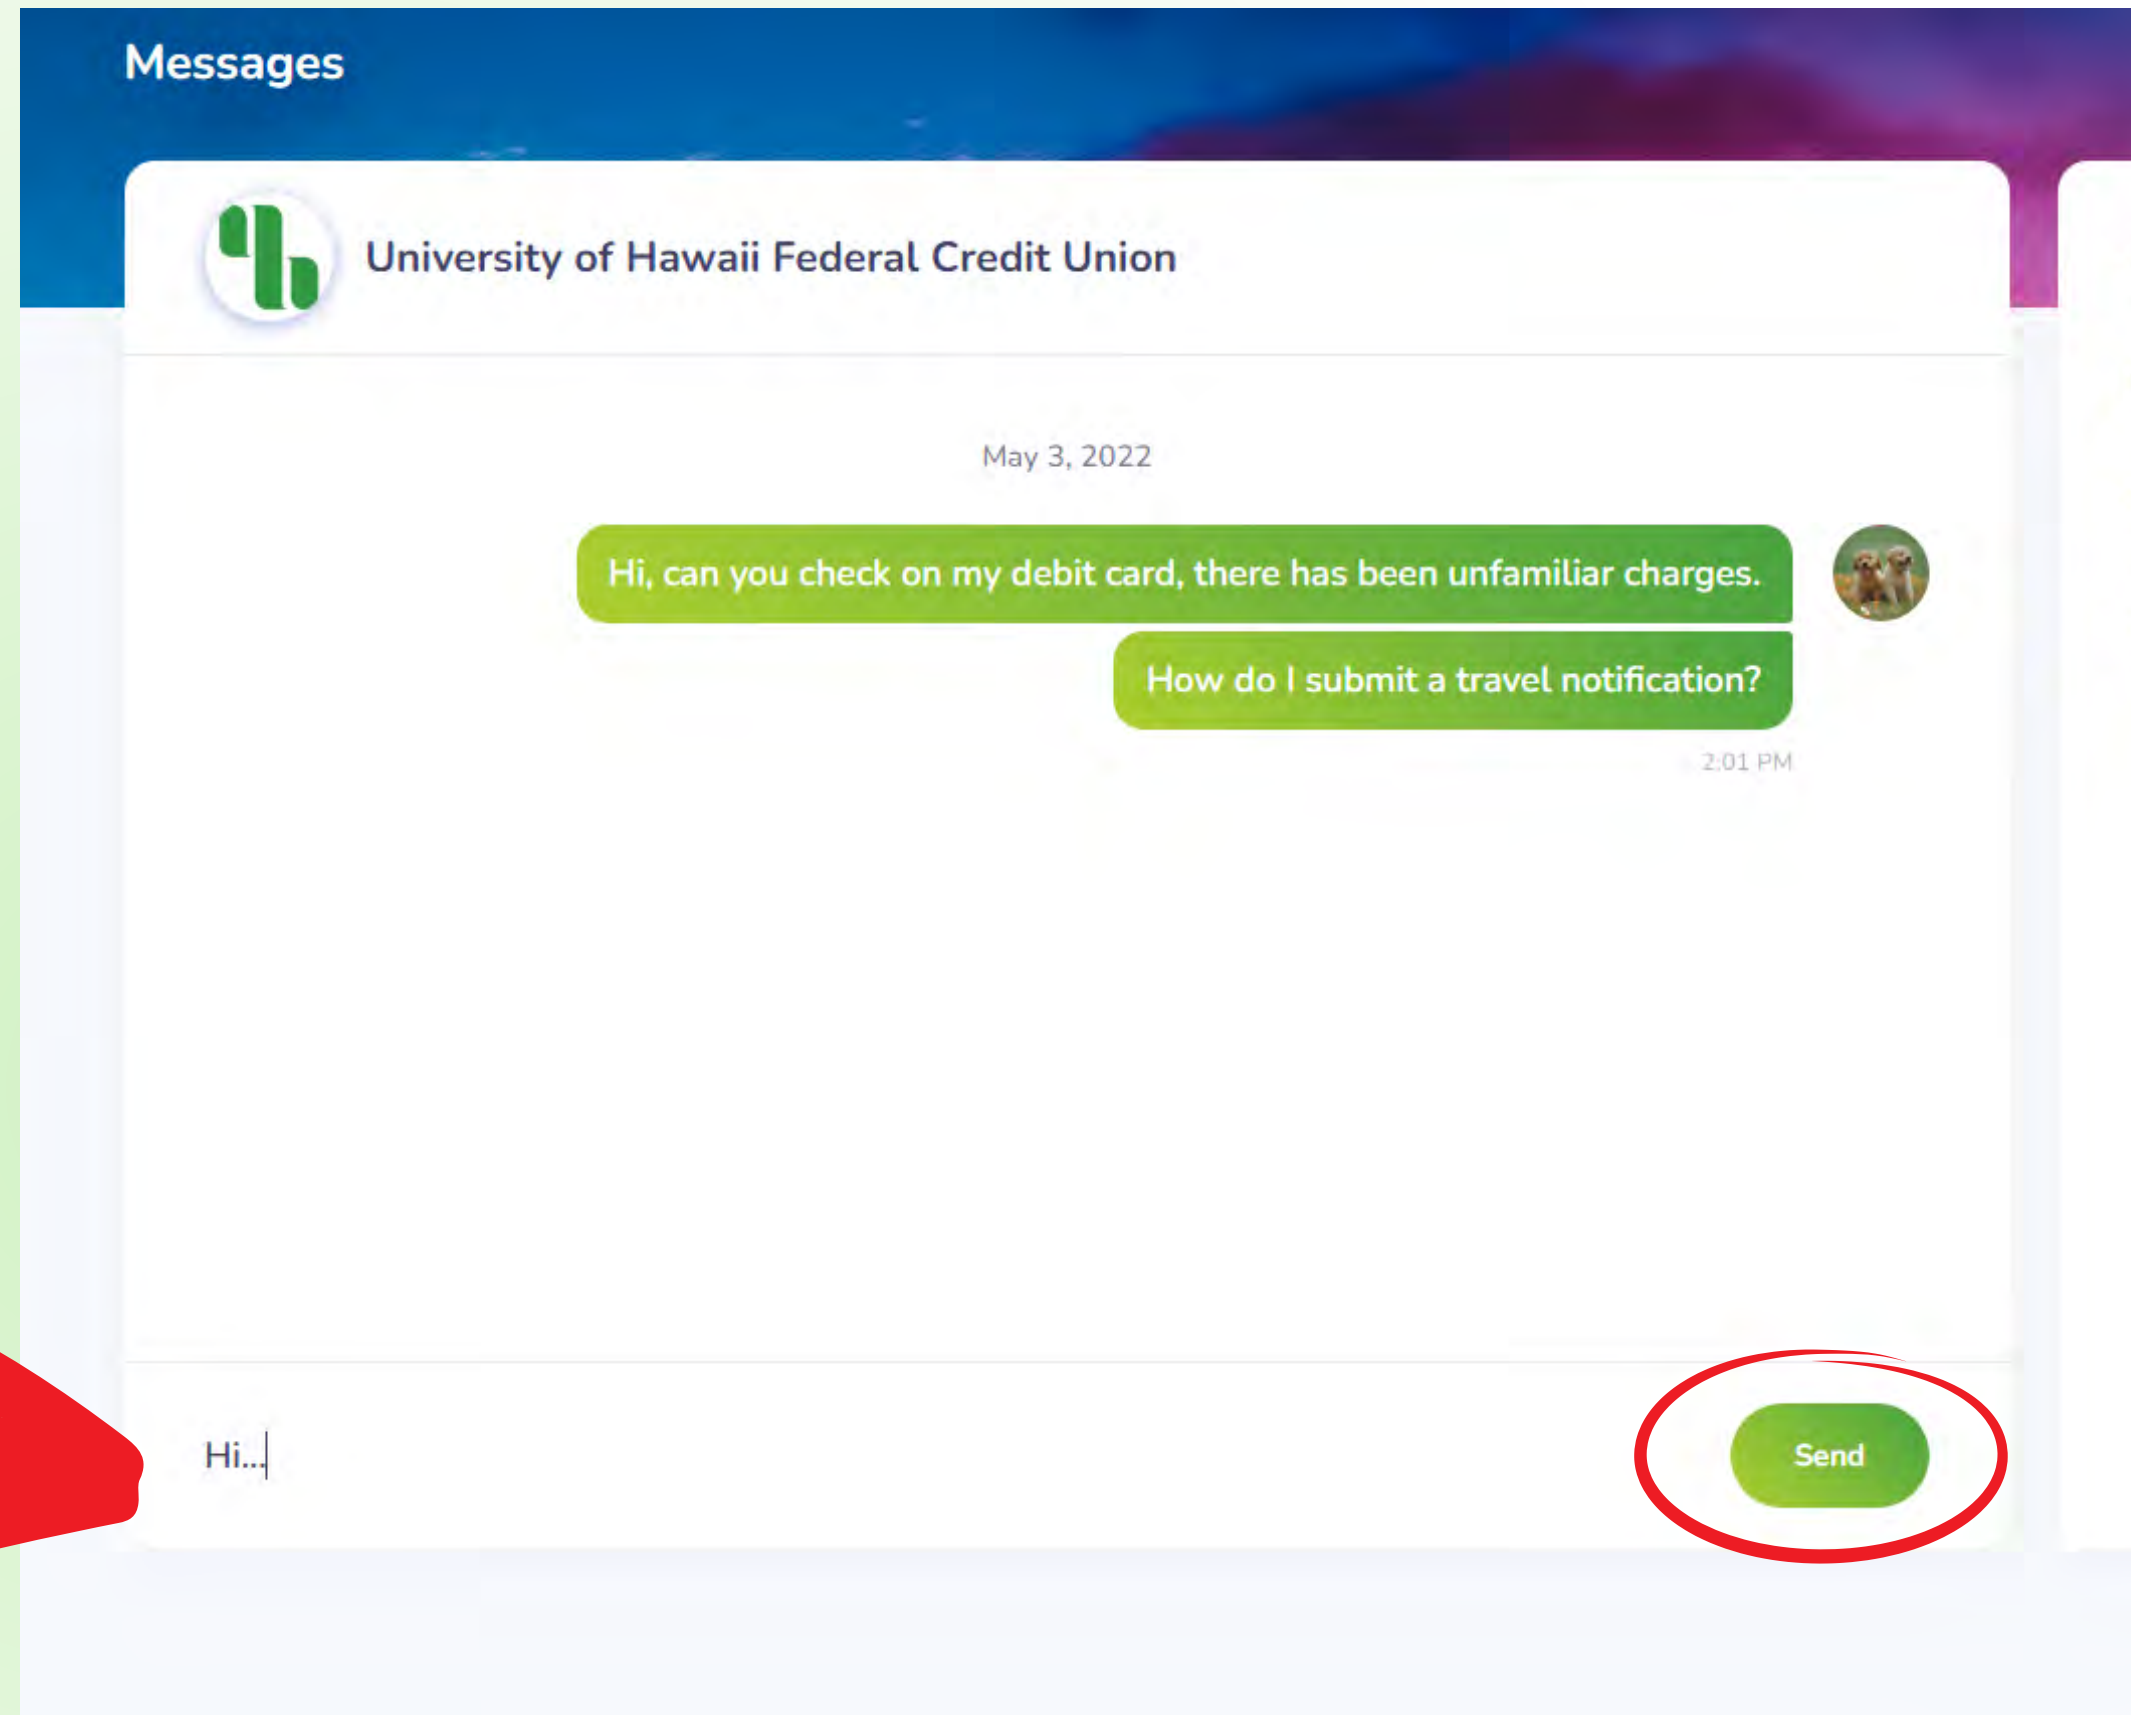 Messages
University of Hawaii Federal Credit Union
May 3, 2022
Hi, can you check on my debit card, there has been unfamiliar charges.
How do I submit a travel notification?
2:01 PM
Hi...
Send